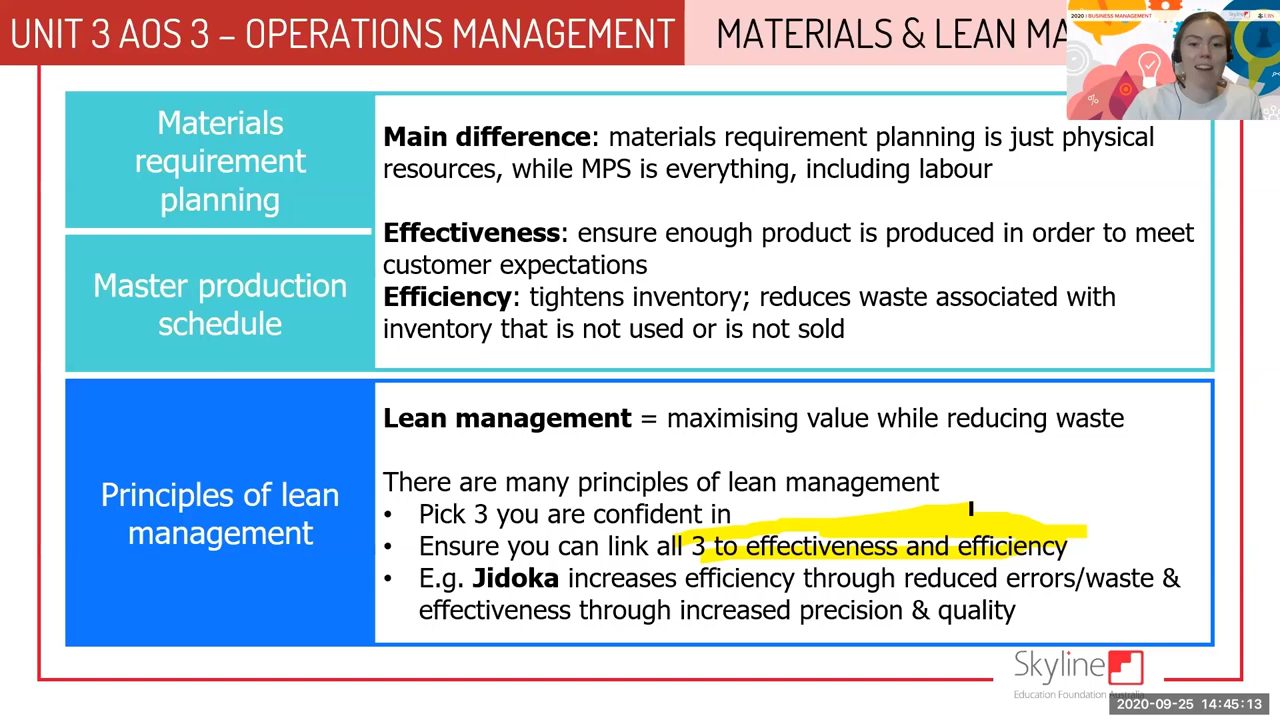 UNIT 3 AOS 3 – OPERATIONS MANAGEMENT
MATERIALS & LEAN MA
2020 | BUSINESS MANAGEMENT
Skyline
Materials
requirement
planning
Main difference: materials requirement planning is just physical
resources, while MPS is everything, including labour
Effectiveness: ensure enough product is produced in order to meet
customer expectations
Efficiency: tightens inventory; reduces waste associated with
inventory that is not used or is not sold
Master production
schedule
Principles of lean
management
Lean management = maximising value while reducing waste
There are many principles of lean management
• Pick 3 you are confident in
• Ensure you can link all 3 to effectiveness and efficiency
• E.g. Jidoka increases efficiency through reduced errors/waste &
effectiveness through increased precision & quality
Skyline
Education Foundation Australia
2020-09-25 14:45:13